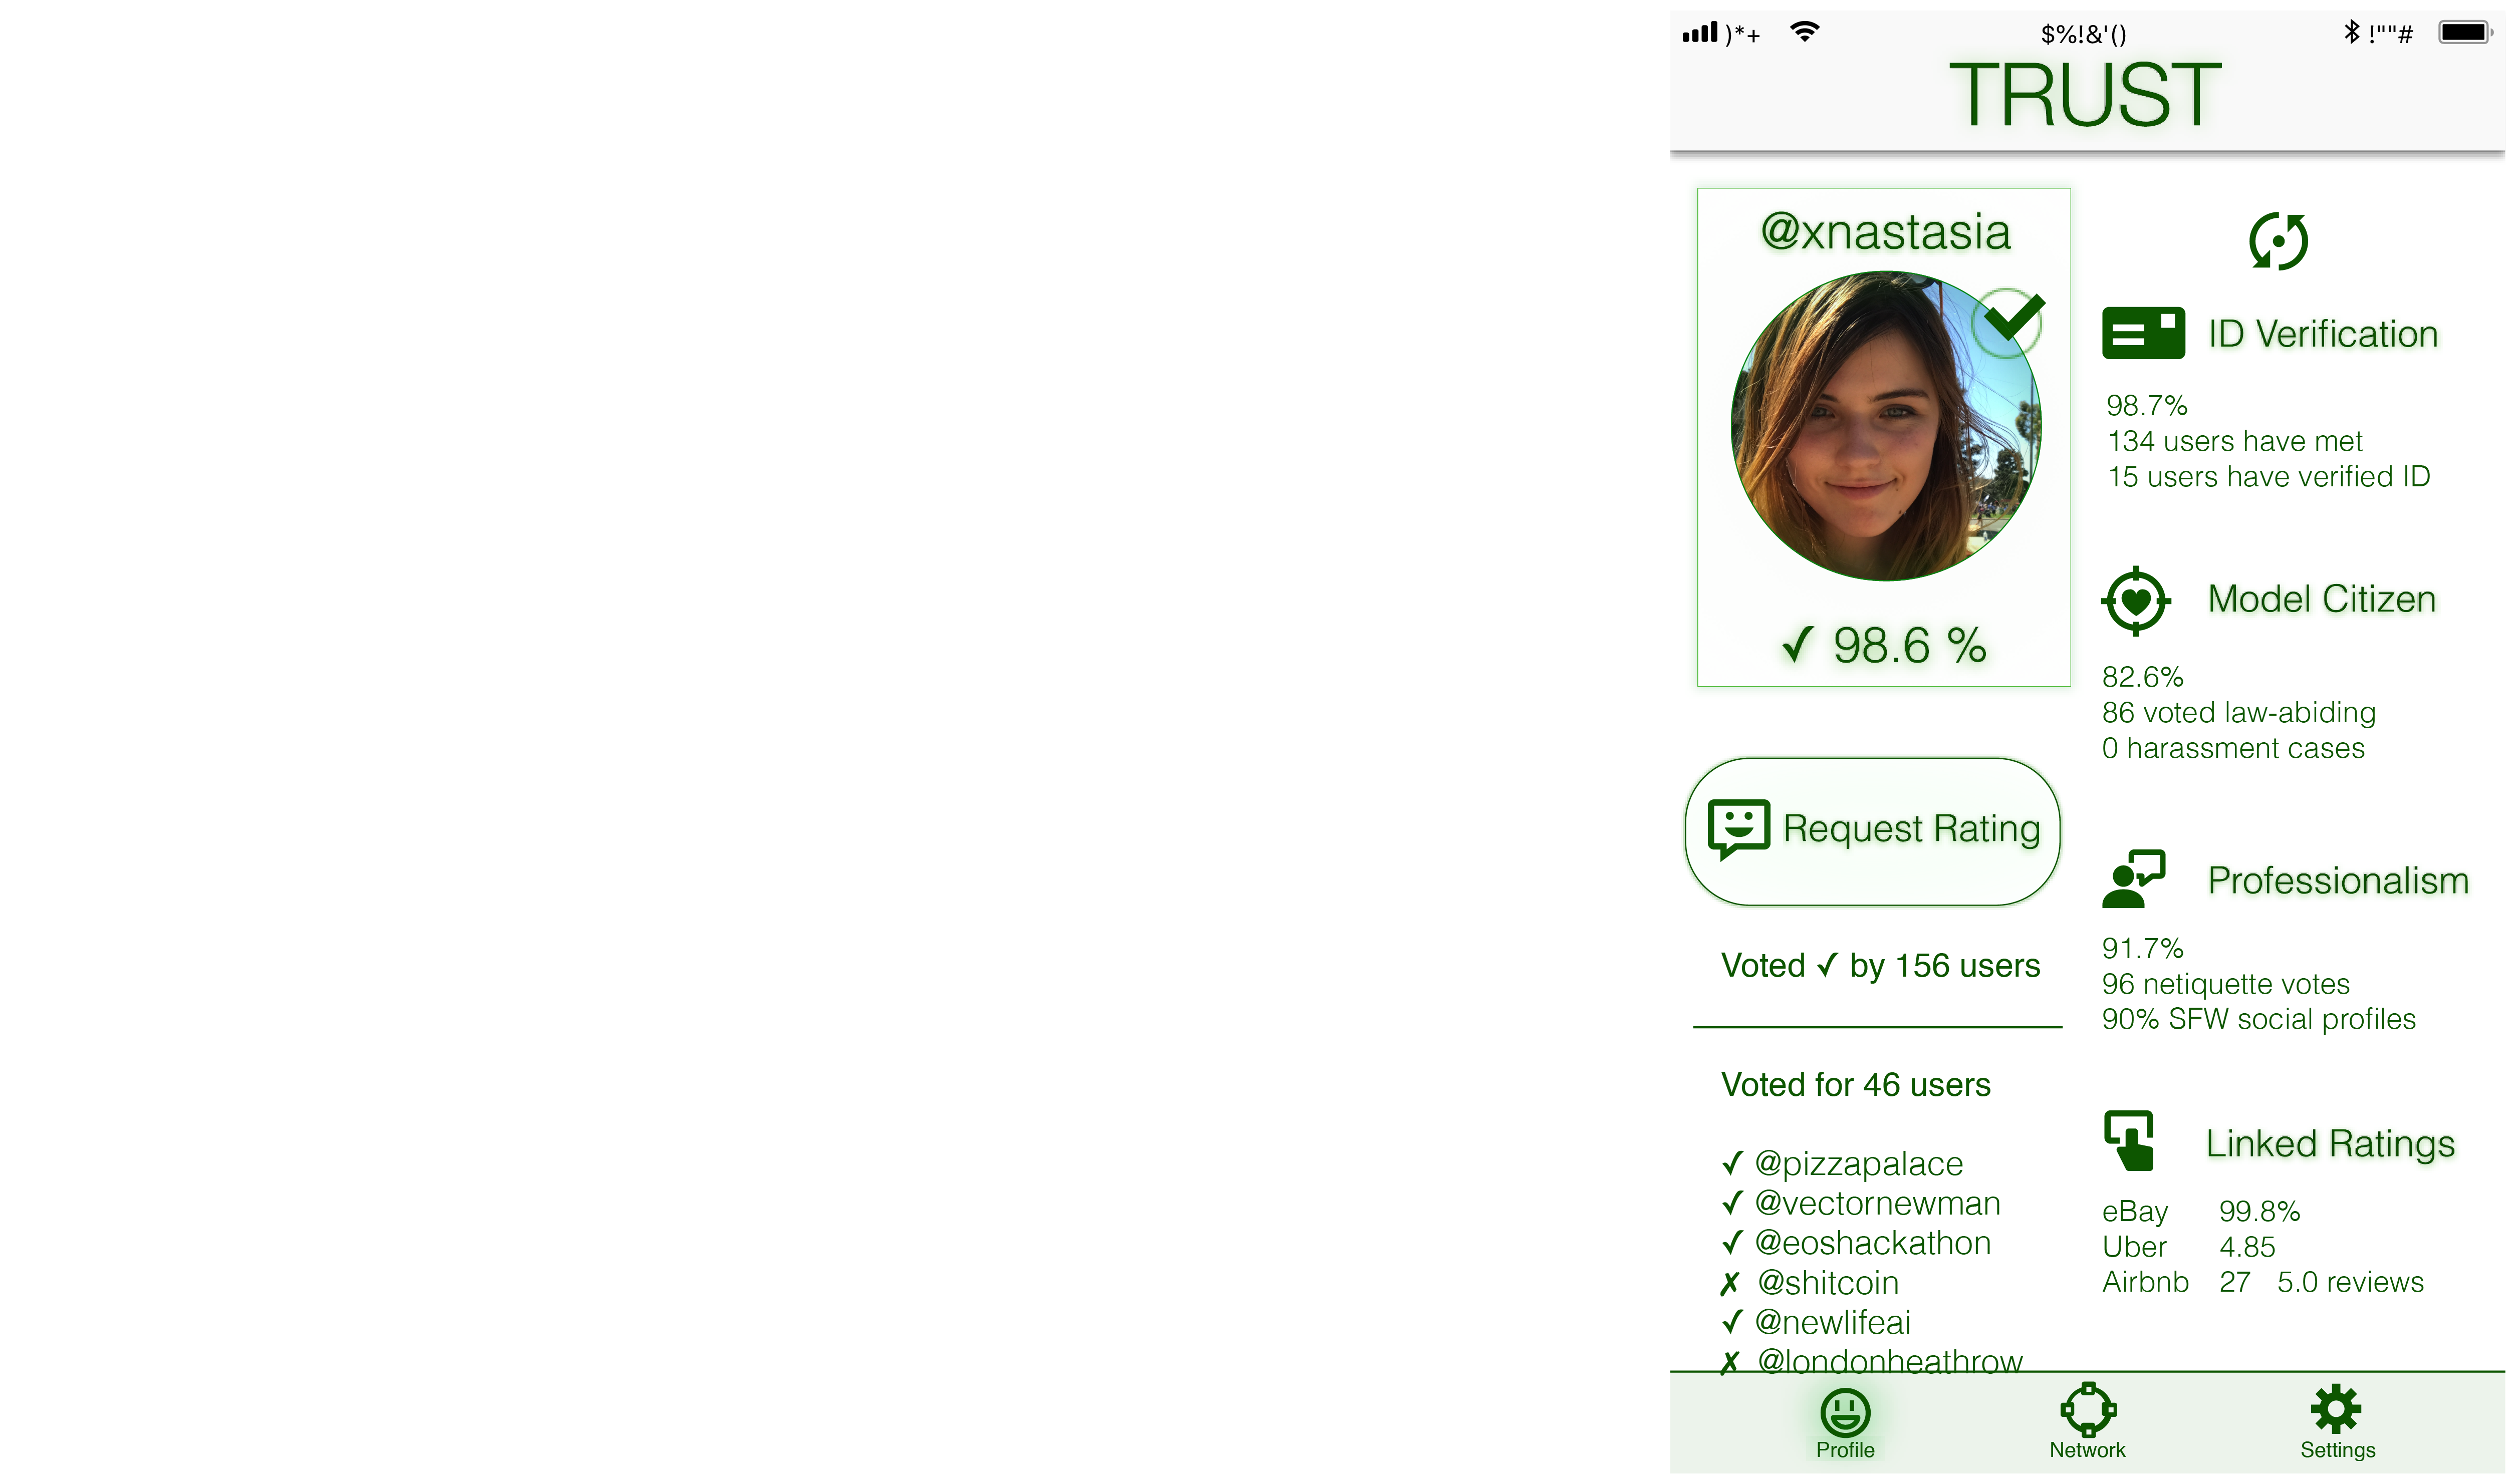 )*+ $%!&'() !""#
TRUST
@xnastasia
✓ 98.6 %
Request Rating
Voted ✓ by 156 users
Voted for 46 users
✓ @pizzapalace
✓ @vectornewman
✓ @eoshackathon
✗ @shitcoin
✓ @newlifeai
✗ @londonheathrow
ID Verification
98.7%
134 users have met
15 users have verified ID
Model Citizen
82.6%
86 voted law-abiding
0 harassment cases
Professionalism
91.7%
96 netiquette votes
90% SFW social profiles
Linked Ratings
eBay 99.8%
Uber 4.85
Airbnb 27 5.0 reviews
Profile Network Settings